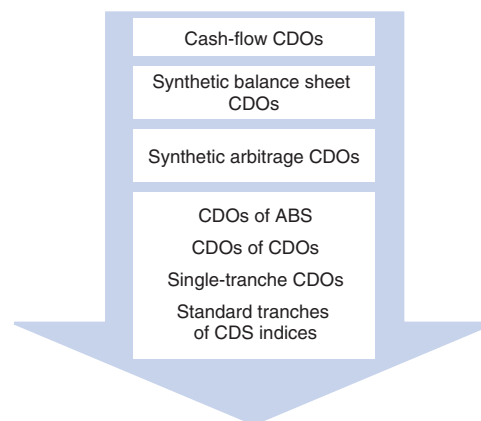 Cash-flow CDOs
Synthetic balance sheet
CDOs
Synthetic arbitrage CDOs
CDOs of ABS
CDOs of CDOs
Single-tranche CDOs
Standard tranches
of CDS indices